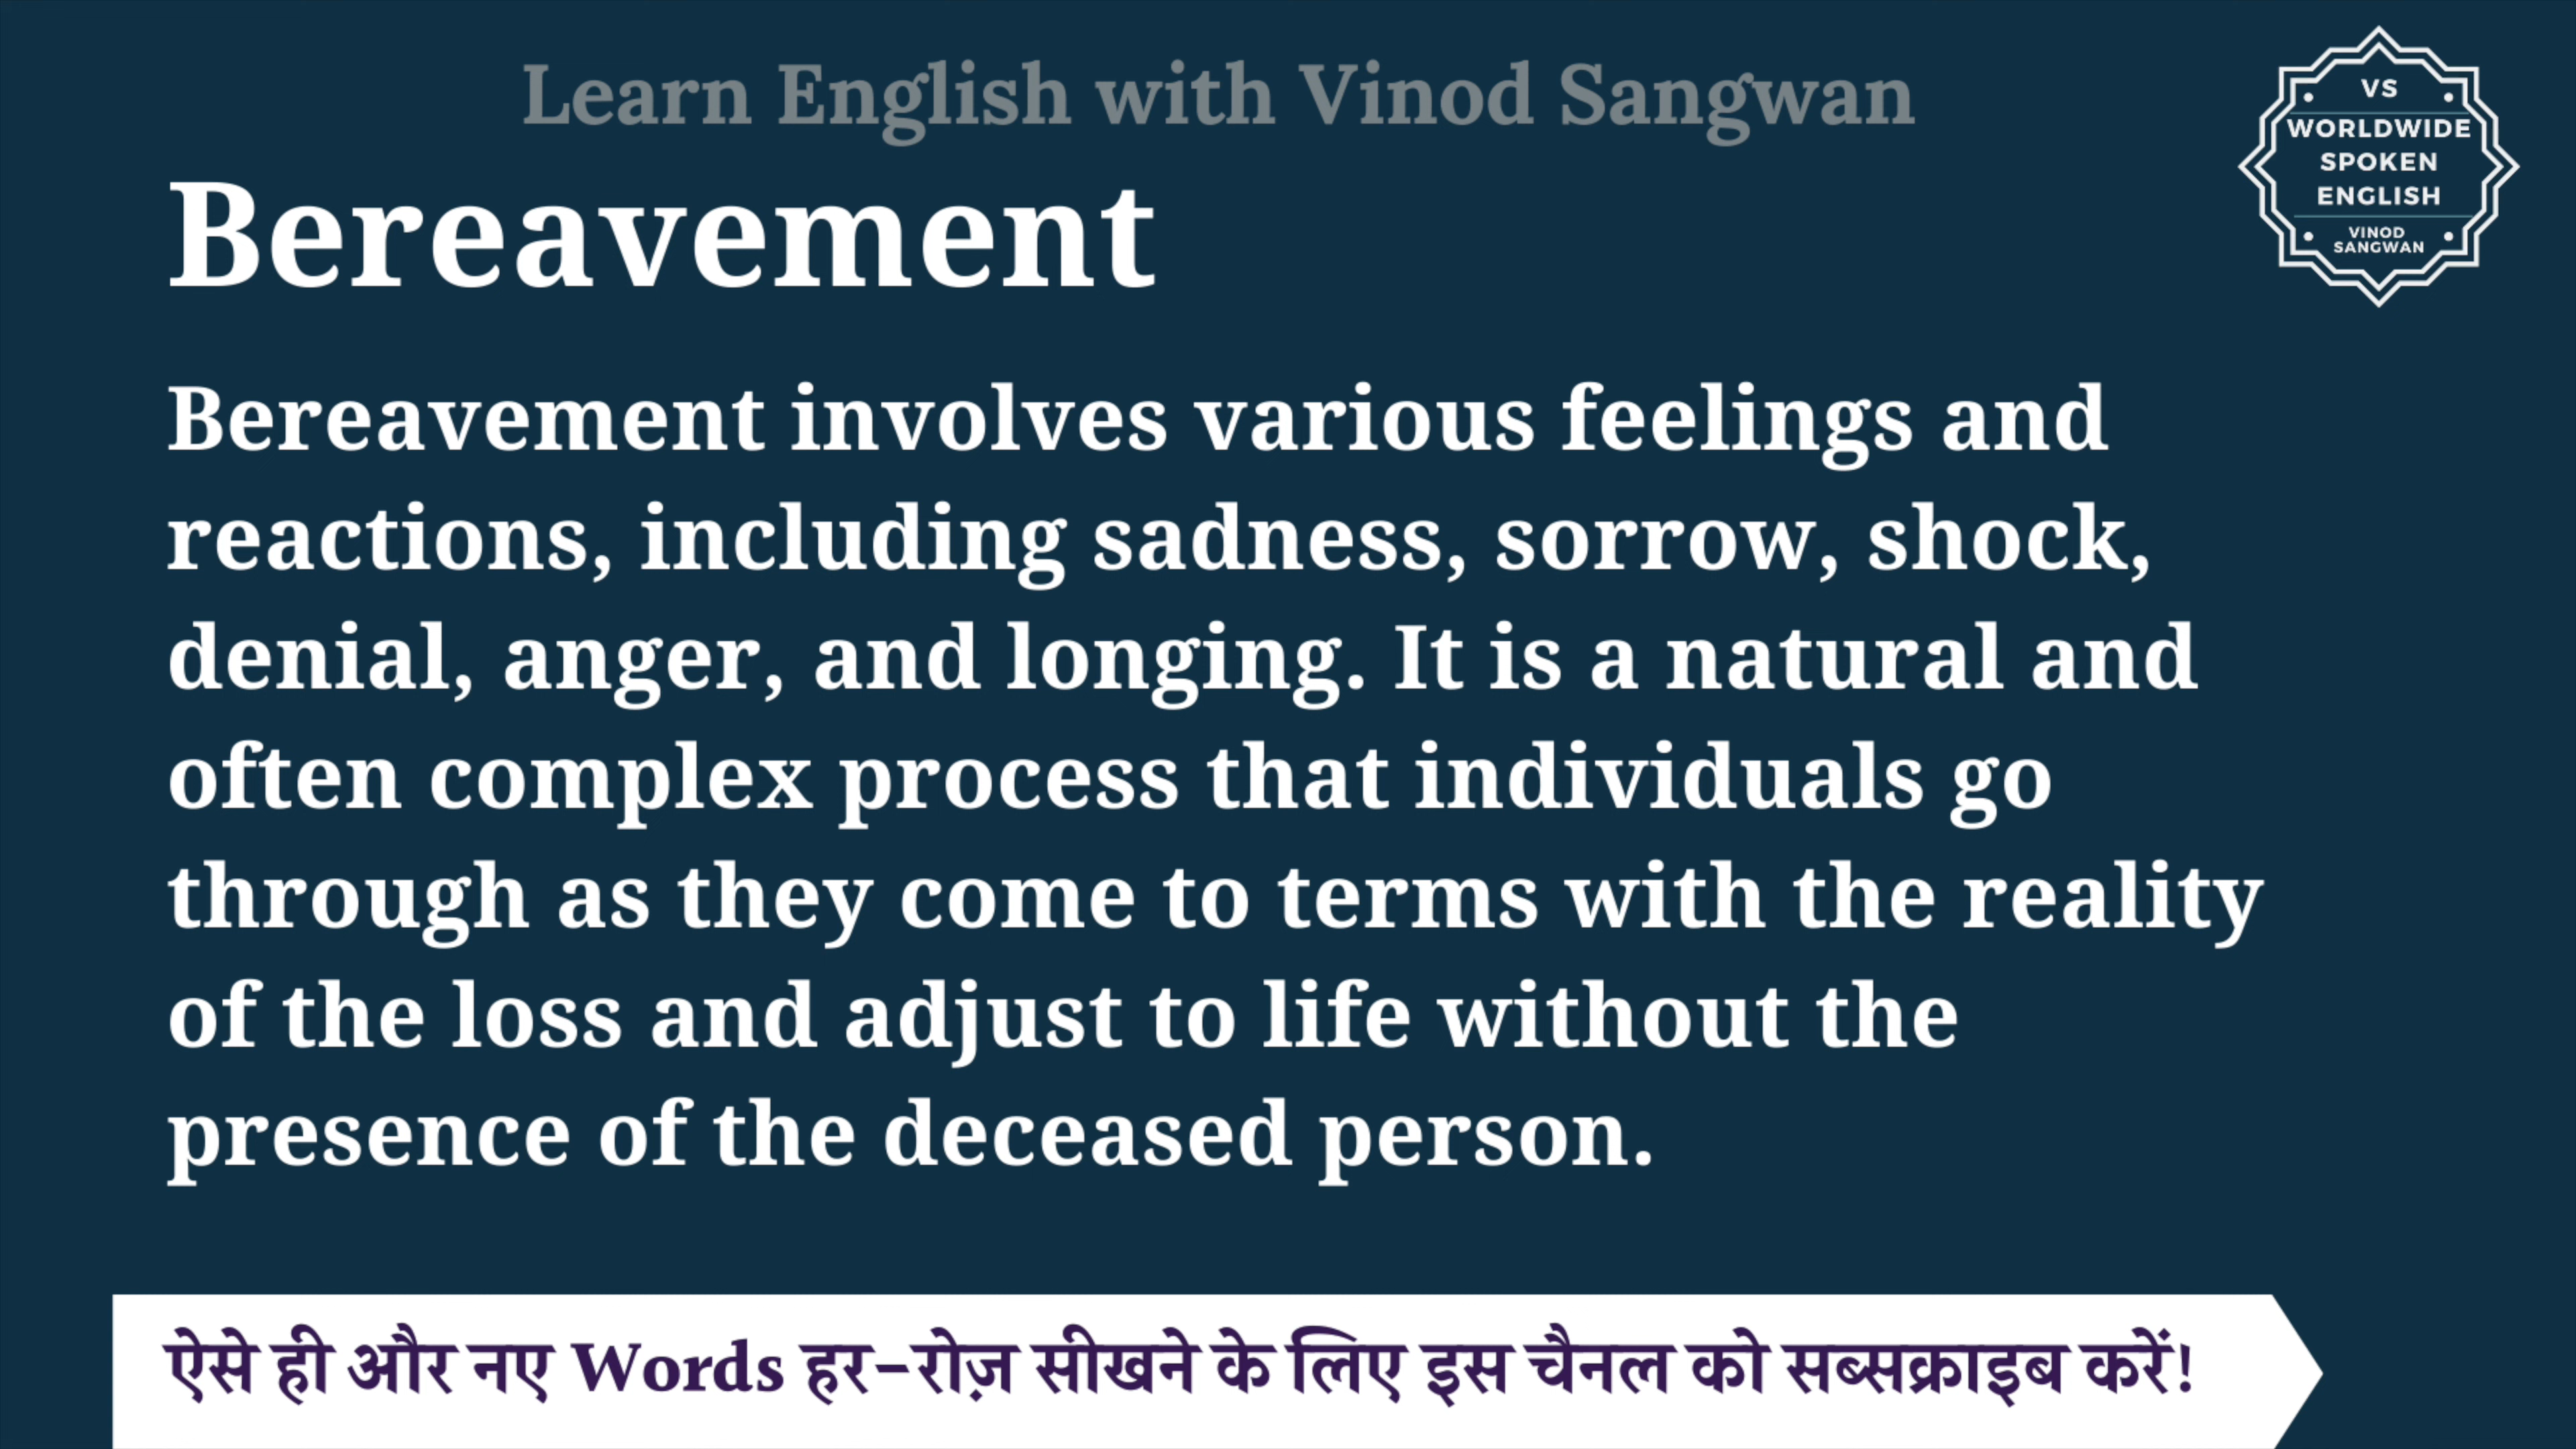 Learn English with Vinod Sangwan
VS
WORLDWIDE
SPOKEN
ENGLISH
VINOD
SANGWAN
Bereavement
Bereavement involves various feelings and
reactions, including sadness, sorrow, shock,
denial, anger, and longing. It is a natural and
often complex process that individuals go
through as they come to terms with the reality
of the loss and adjust to life without the
presence of the deceased person.
ऐसे ही और नए Words हर-रोज़ सीखने के लिए इस चैनल को सब्सक्राइब करें!